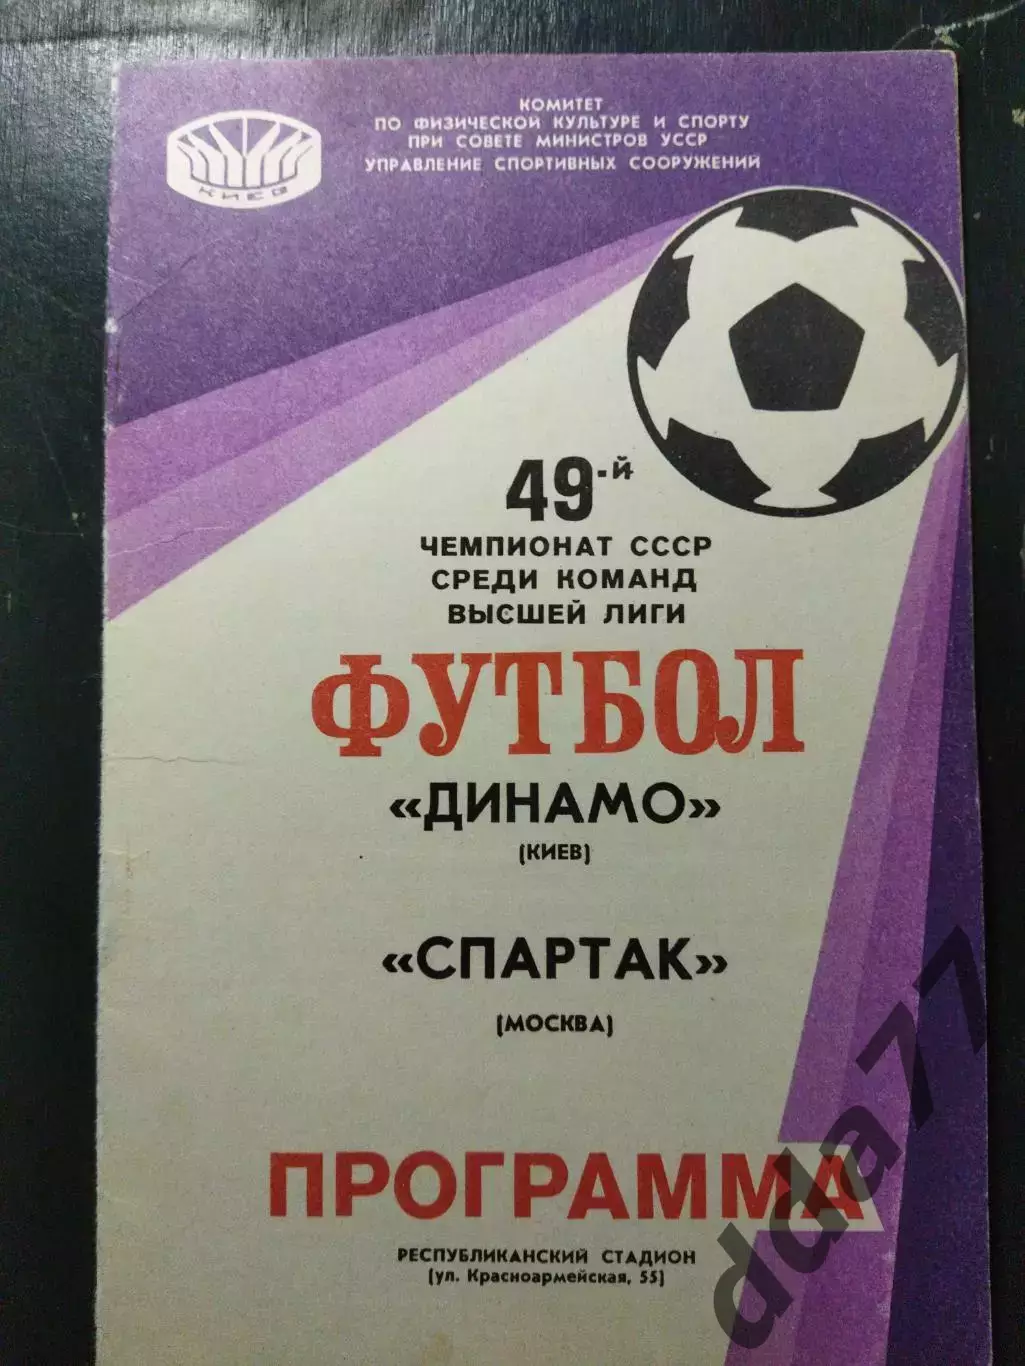 КОМИТЕТ
ПО ФИЗИЧЕСКОЙ КУЛЬТУРЕ И СПОРТУ
ПРИ СОВЕТЕ МИНИСТРОВ УССР
УПРАВЛЕНИЕ СПОРТИВНЫХ СООРУЖЕНИЙ
КИЕВ
49-й
ЧЕМПИОНАТ СССР
СРЕДИ КОМАНД
ВЫСШЕЙ ЛИГИ
ФУТБОЛ
«ДИНАМО»
(КИЕВ)
«СПАРТАК»
(МОСКВА)
ПРОГРАММА
РЕСПУБЛИКАНСКИЙ СТАДИОН
(ул. Красноармейская, 55)
dda77